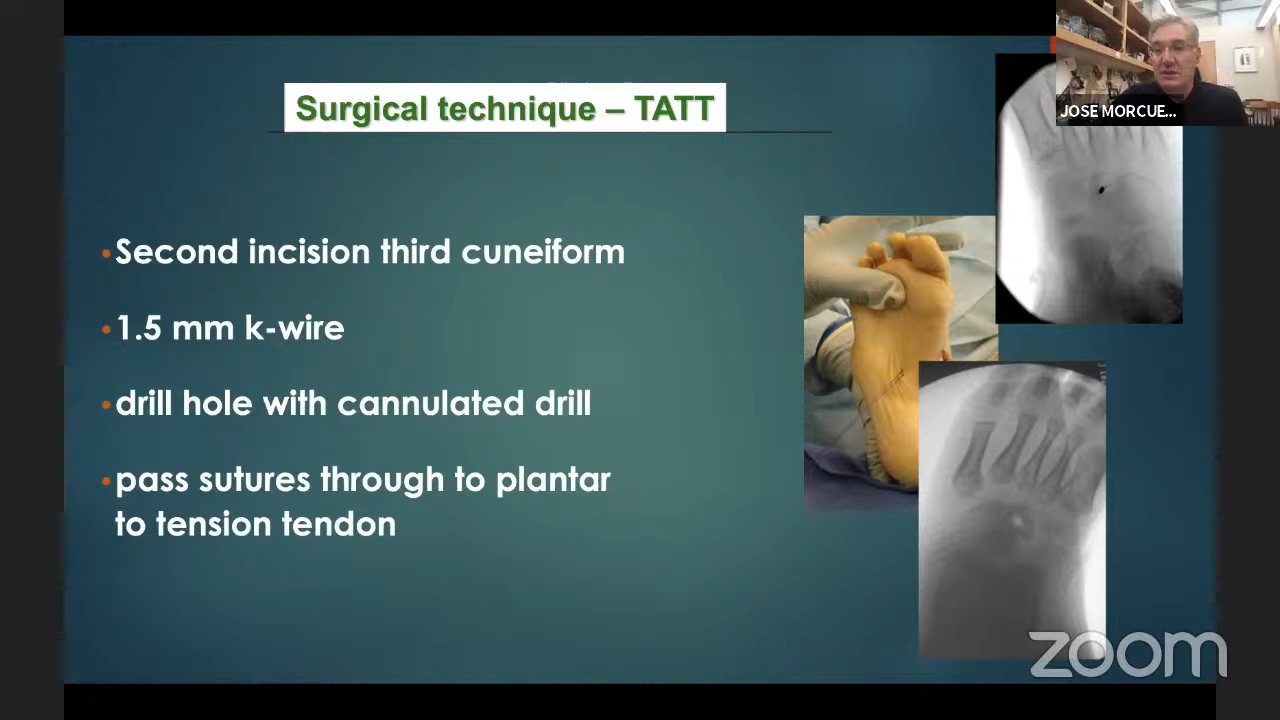 JOSE MORCUE...
Surgical technique – TATT
•Second incision third cuneiform
•1.5 mm k-wire
•drill hole with cannulated drill
•pass sutures through to plantar
to tension tendon
zoom